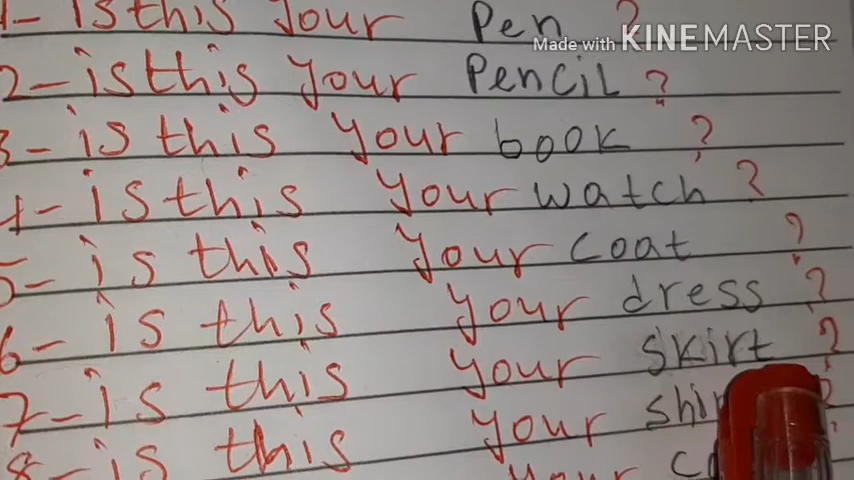 Made with KINEMASTER
1- is this your Pen ?
2- is this your Pencil ?
3- is this your book ?
4- is this your watch ?
5- is this your coat ?
6- is this your dress ?
7- is this your skirt ?
8- is this your ?
your